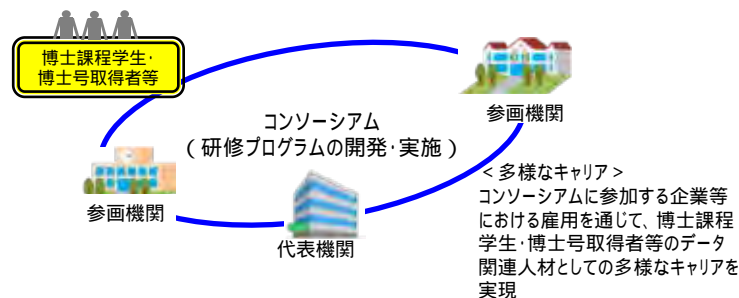 博士課程学生・
博士号取得者等
参画機関
コンソーシアム
(研修プログラムの開発・実施)
参画機関
代表機関
<多様なキャリア>
コンソーシアムに参加する企業等
における雇用を通じて、博士課程
学生・博士号取得者等のデータ
関連人材としての多様なキャリアを
実現